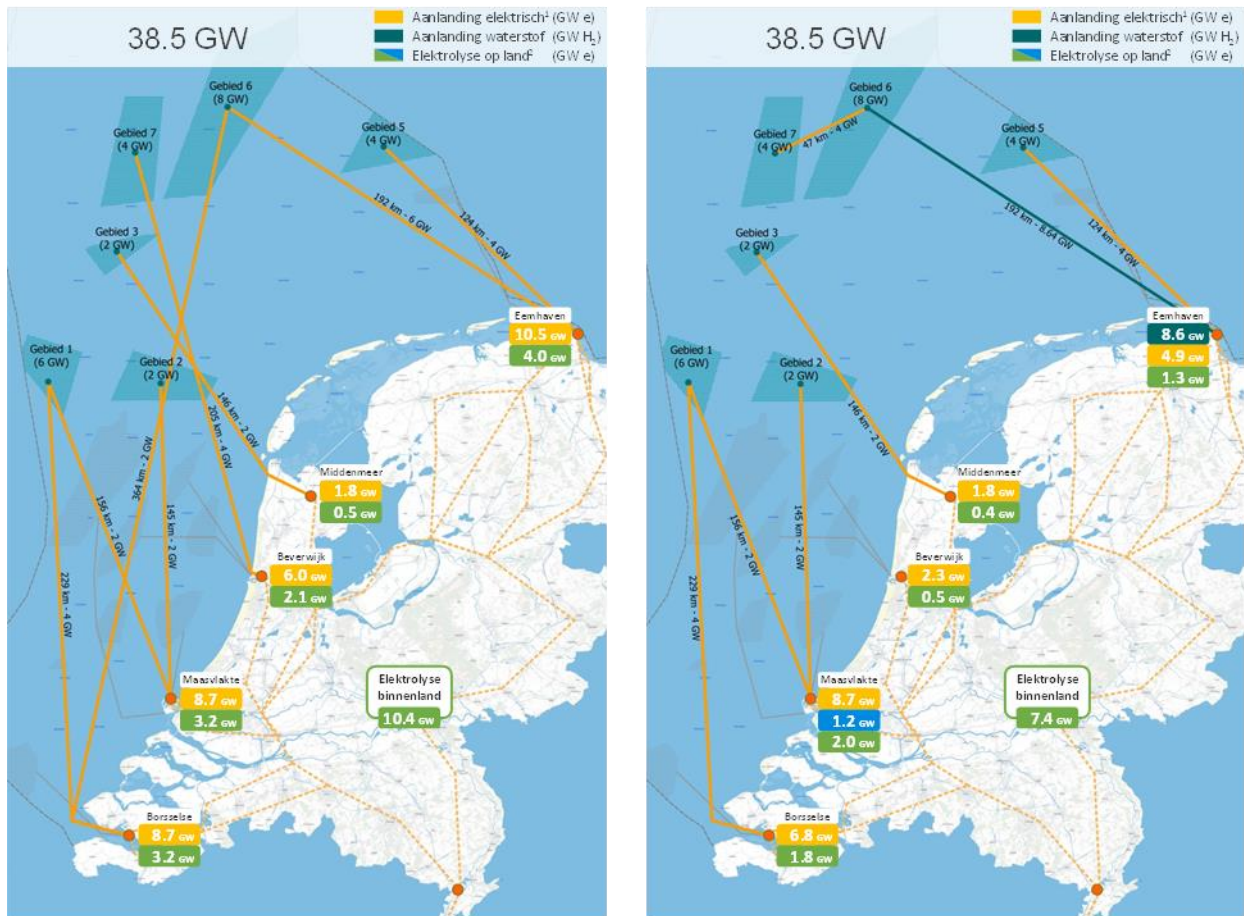 38.5 GW
Aanlanding elektrisch¹ (GW e)
Aanlanding waterstof (GW H₂)
Elektrolyse op land² (GW e)
Gebied 6
(8 GW)
Gebied 7
(4 GW)
Gebied 5
(4 GW)
192 km - 6 GW
124 km - 4 GW
Gebied 3
(2 GW)
Eemhaven
10.5 GW
4.0 GW
Gebied 1
(6 GW)
Gebied 2
(2 GW)
146 km - 2 GW
205 km - 4 GW
364 km - 2 GW
156 km - 2 GW
145 km - 2 GW
229 km - 4 GW
Middenmeer
1.8 GW
0.5 GW
Beverwijk
6.0 GW
2.1 GW
Maasvlakte
8.7 GW
3.2 GW
Elektrolyse
binnenland
10.4 GW
Borsselse
8.7 GW
3.2 GW
38.5 GW
Aanlanding elektrisch¹ (GW e)
Aanlanding waterstof (GW H₂)
Elektrolyse op land² (GW e)
Gebied 6
(8 GW)
Gebied 7
(4 GW)
47 km - 4 GW
Gebied 5
(4 GW)
192 km - 8.64 GW
124 km - 4 GW
Gebied 3
(2 GW)
Eemhaven
8.6 GW
4.9 GW
1.3 GW
Gebied 1
(6 GW)
Gebied 2
(2 GW)
146 km - 2 GW
156 km - 2 GW
145 km - 2 GW
229 km - 4 GW
Middenmeer
1.8 GW
0.4 GW
Beverwijk
2.3 GW
0.5 GW
Maasvlakte
8.7 GW
1.2 GW
2.0 GW
Elektrolyse
binnenland
7.4 GW
Borsselse
6.8 GW
1.8 GW